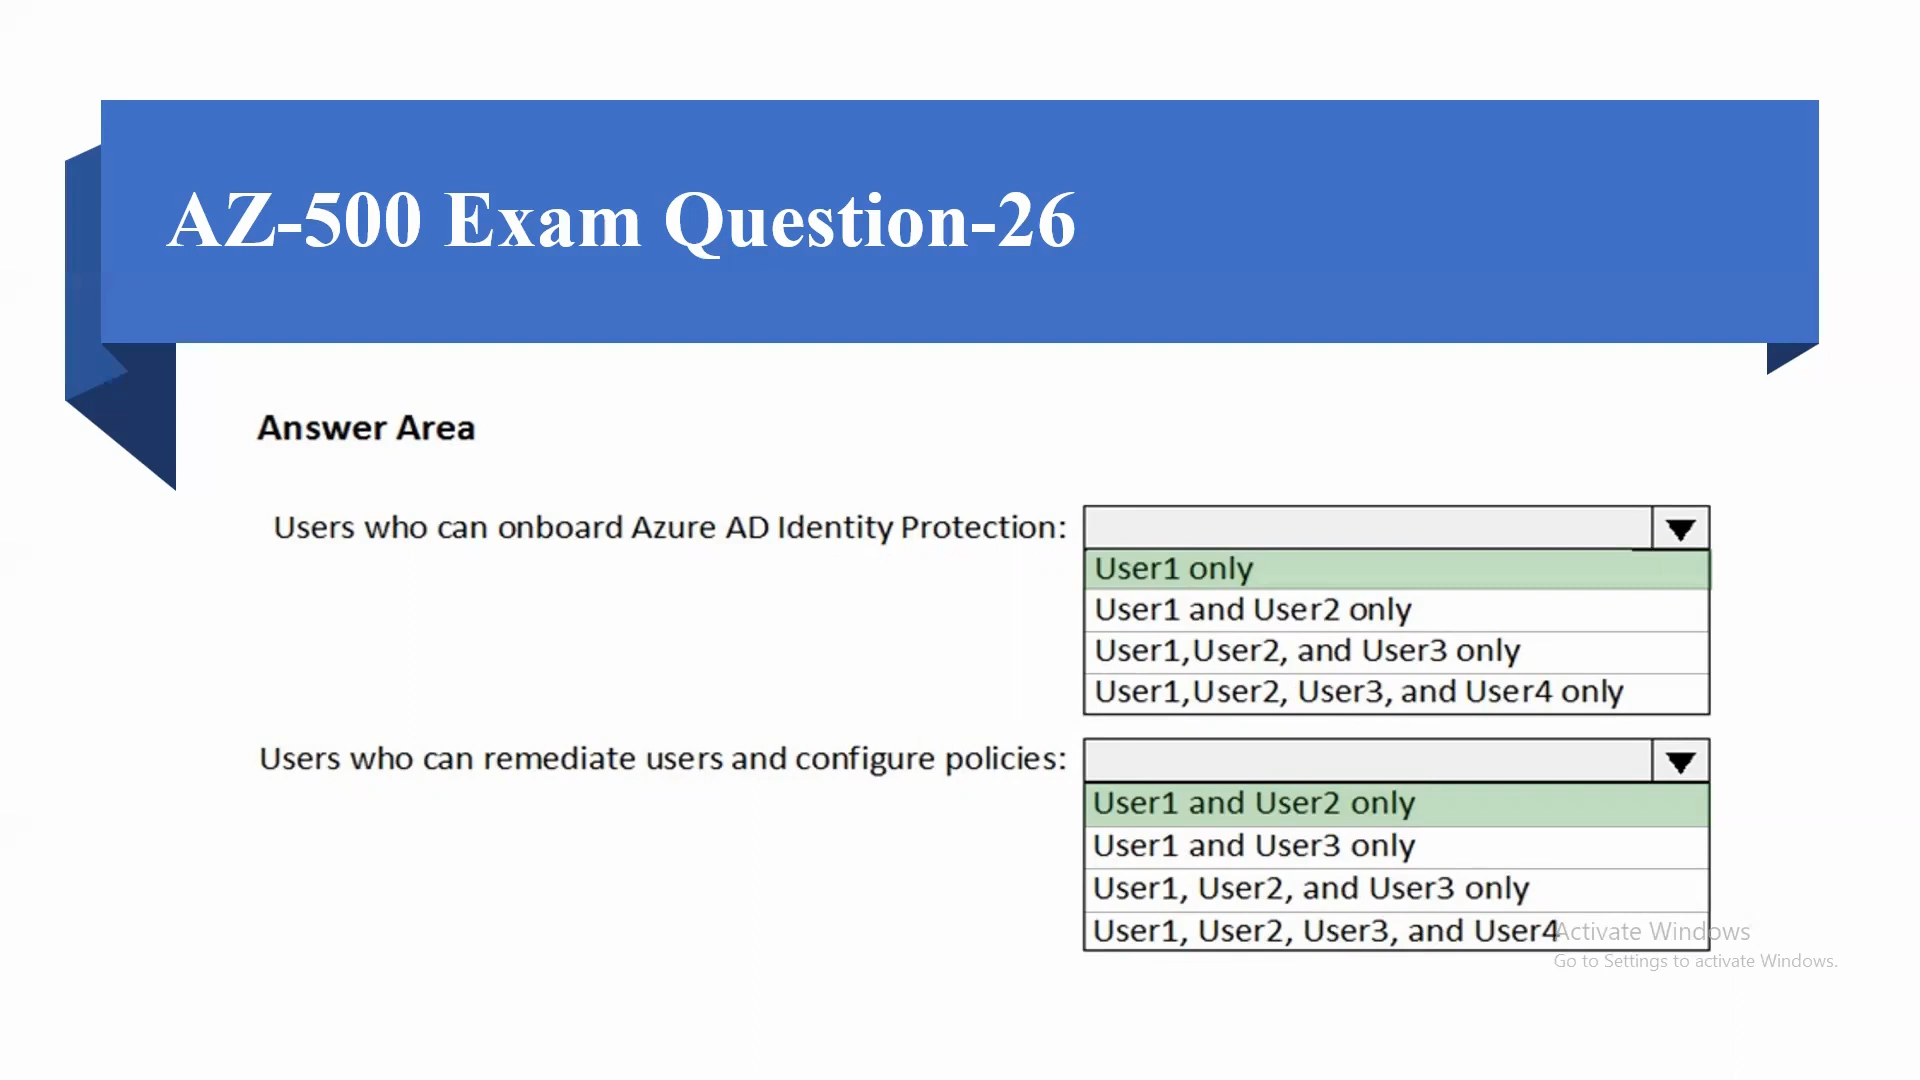 AZ-500 Exam Question-26
Answer Area
Users who can onboard Azure AD Identity Protection:
User1 only
User1 and User2 only
User1,User2, and User3 only
User1,User2, User3, and User4 only
Users who can remediate users and configure policies:
User1 and User2 only
User1 and User3 only
User1, User2, and User3 only
User1, User2, User3, and User4
Activate Windows
Go to Settings to activate Windows.